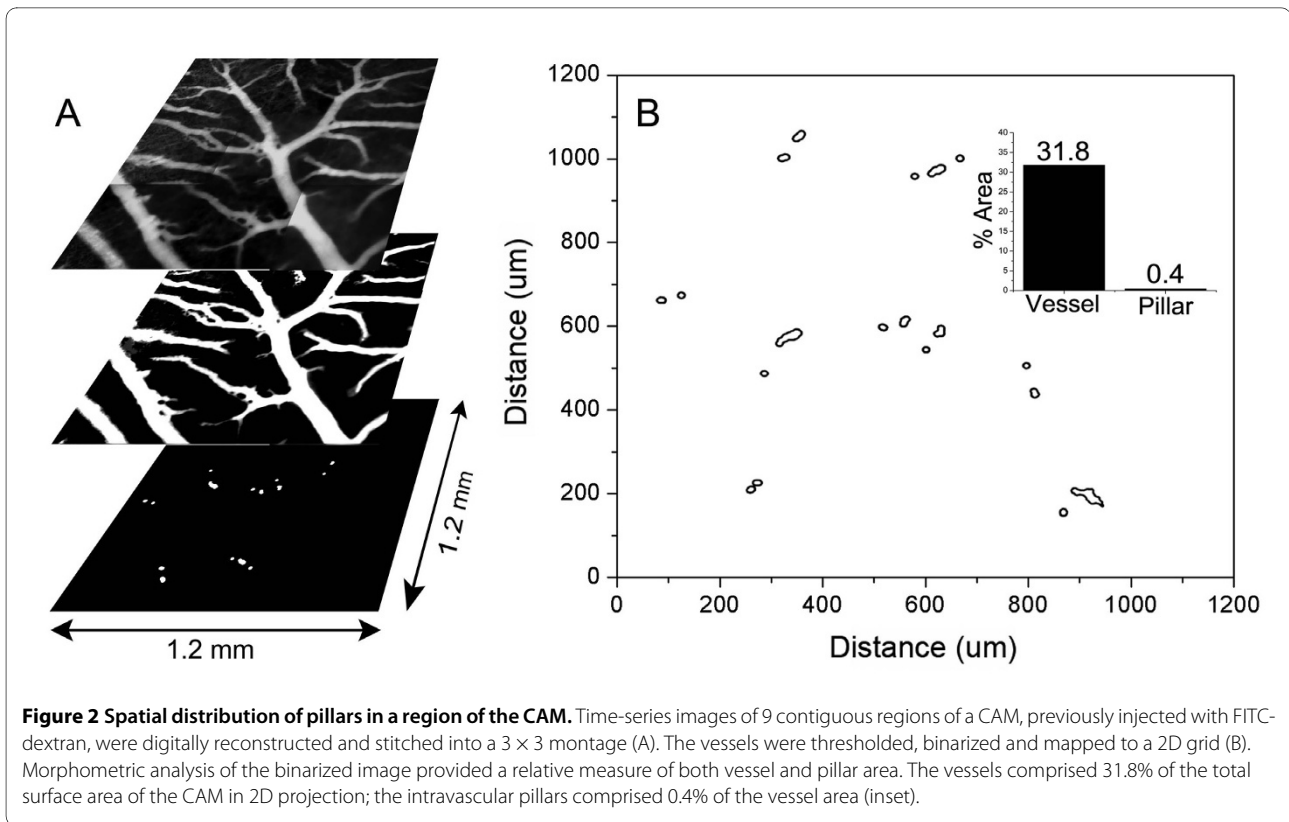 A
1.2 mm
1.2 mm
B
1200
1000
800
600
400
200
0
Distance (um)
0 200 400 600 800 1000 1200
Distance (um)
40
35
30
25
20
15
10
5
0
% Area
31.8
0.4
Vessel Pillar
Figure 2 Spatial distribution of pillars in a region of the CAM. Time-series images of 9 contiguous regions of a CAM, previously injected with FITC-
dextran, were digitally reconstructed and stitched into a 3 × 3 montage (A). The vessels were thresholded, binarized and mapped to a 2D grid (B).
Morphometric analysis of the binarized image provided a relative measure of both vessel and pillar area. The vessels comprised 31.8% of the total
surface area of the CAM in 2D projection; the intravascular pillars comprised 0.4% of the vessel area (inset).